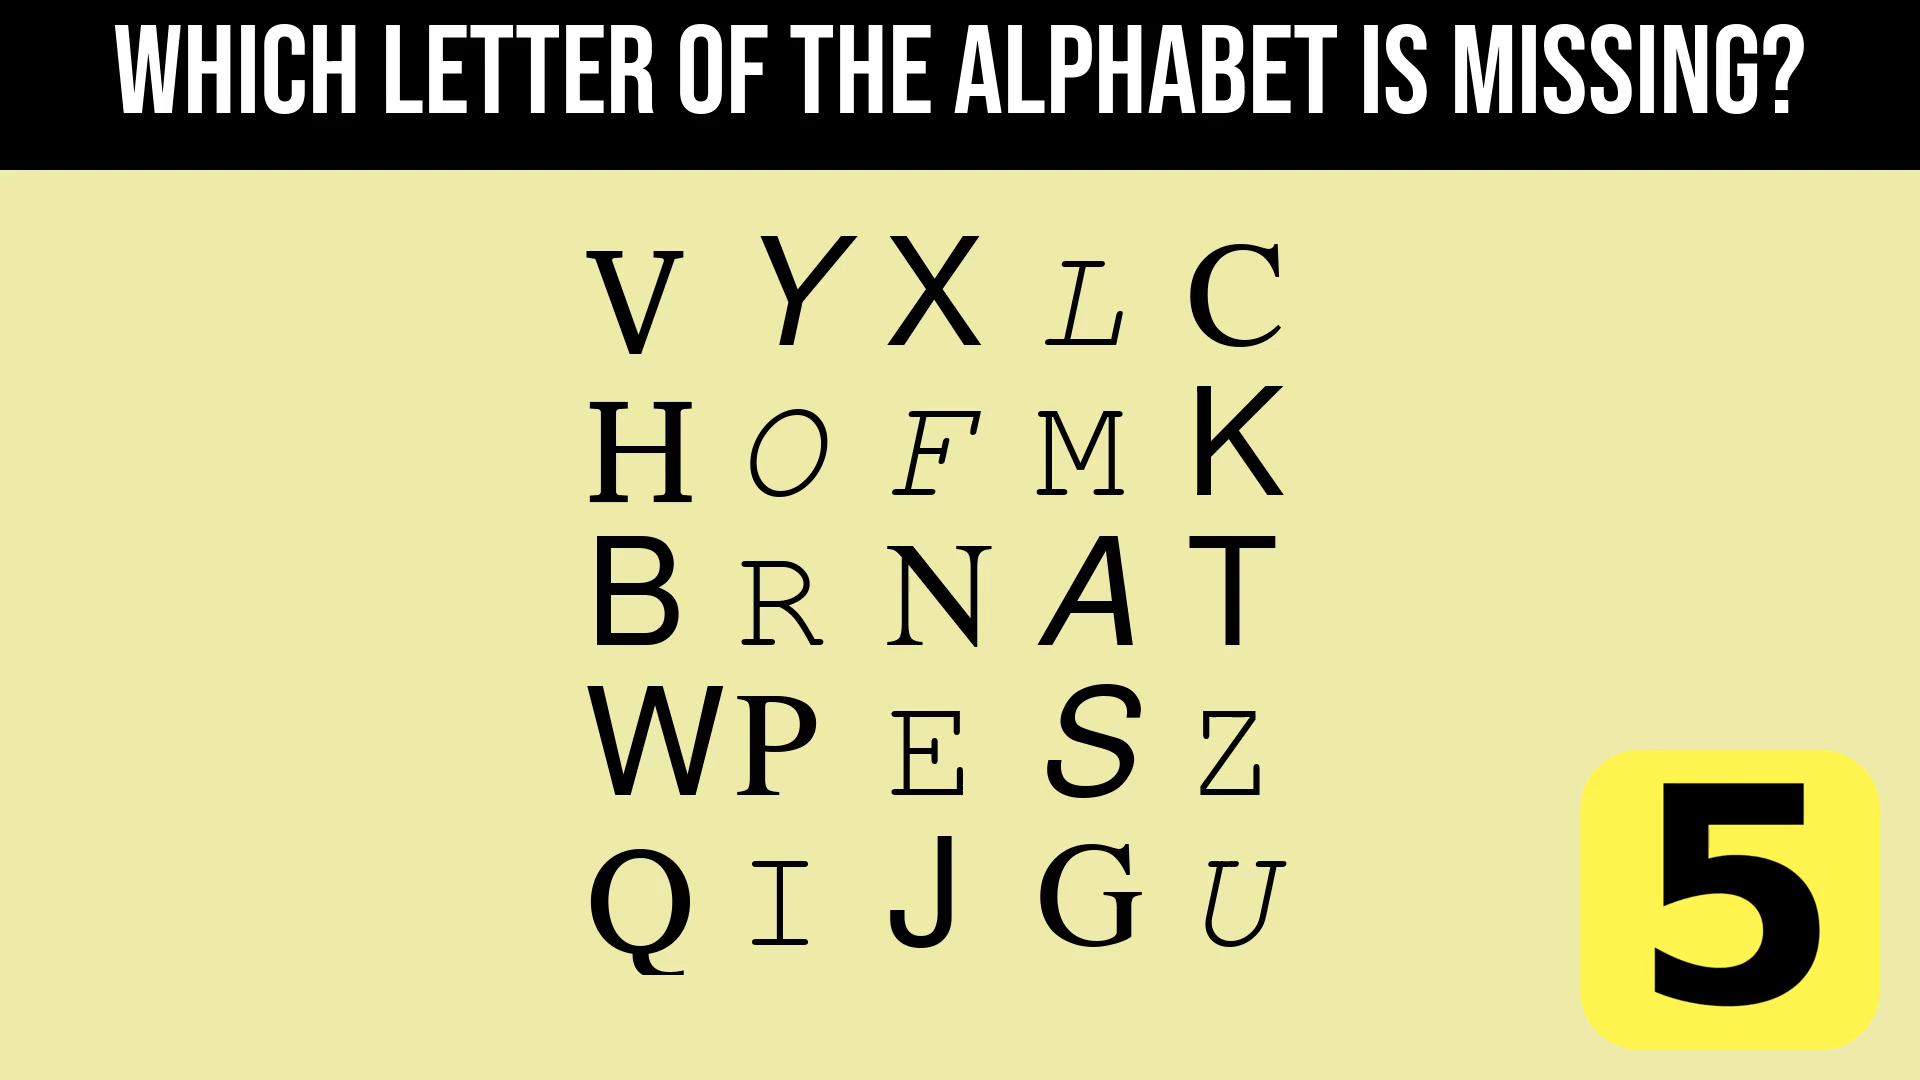 WHICH LETTER OF THE ALPHABET IS MISSING?
V Y X L C
H O F M K
B R N A T
W P E S Z
Q I J G U
5